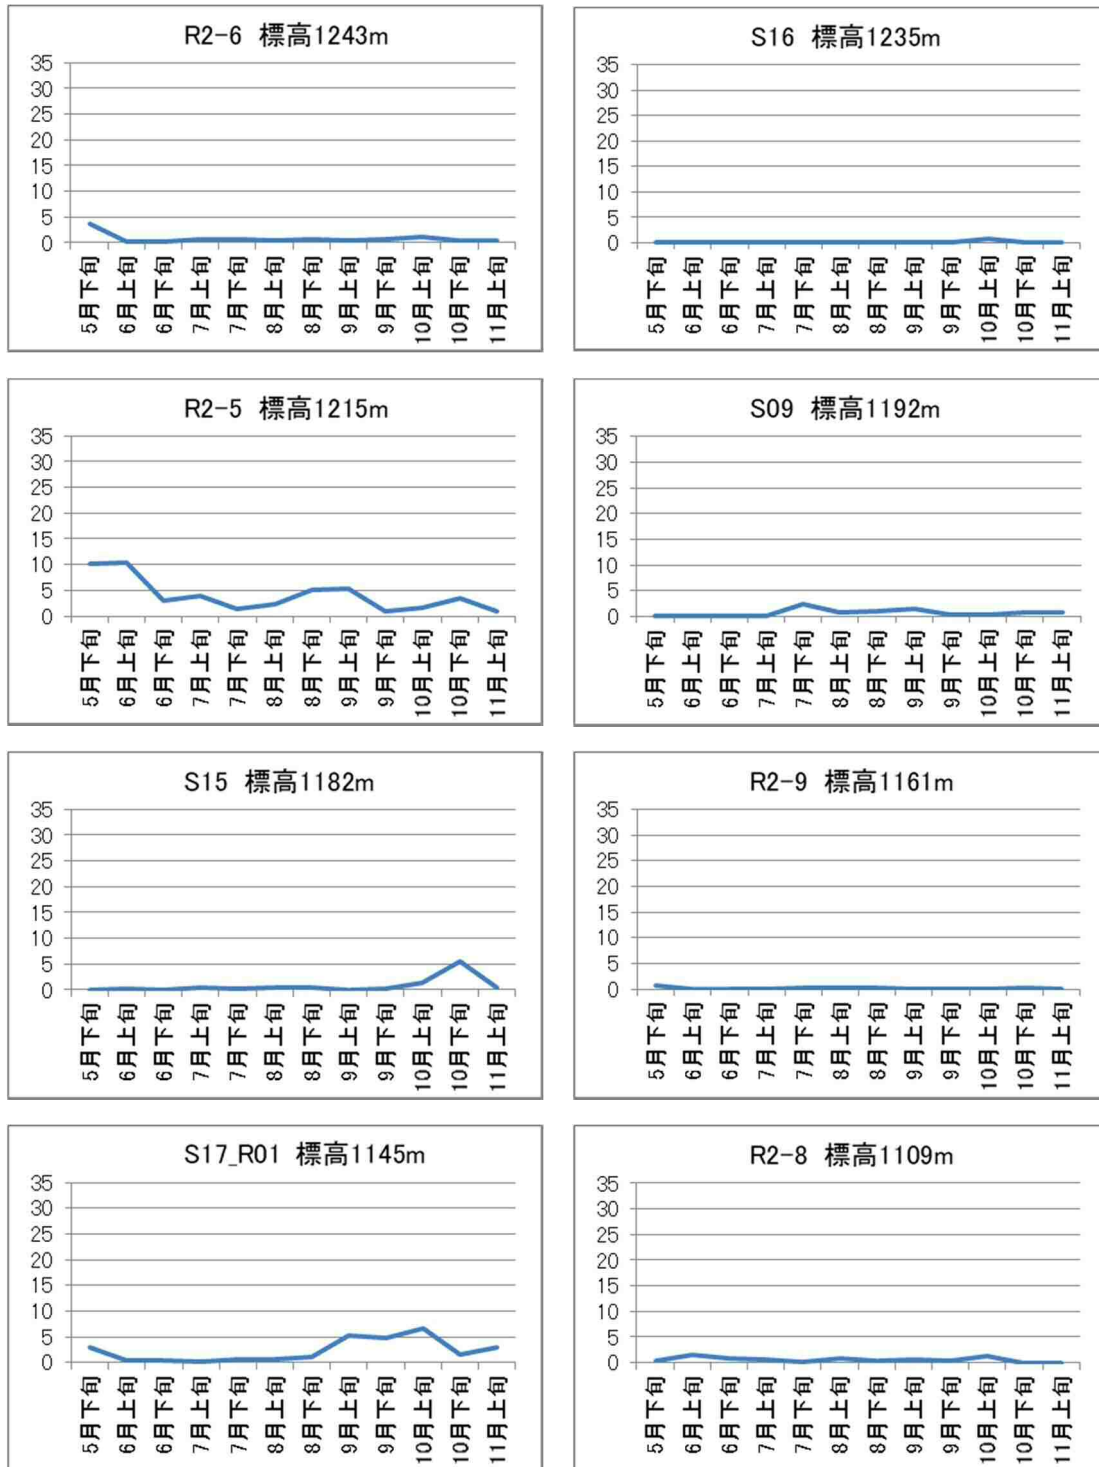 R2-6 標高1243m
35
30
25
20
15
10
5
0
5月下旬
6月上旬
6月下旬
7月上旬
7月下旬
8月上旬
8月下旬
9月上旬
9月下旬
10月上旬
10月下旬
11月上旬
S16 標高1235m
35
30
25
20
15
10
5
0
5月下旬
6月上旬
6月下旬
7月上旬
7月下旬
8月上旬
8月下旬
9月上旬
9月下旬
10月上旬
10月下旬
11月上旬
R2-5 標高1215m
35
30
25
20
15
10
5
0
5月下旬
6月上旬
6月下旬
7月上旬
7月下旬
8月上旬
8月下旬
9月上旬
9月下旬
10月上旬
10月下旬
11月上旬
S09 標高1192m
35
30
25
20
15
10
5
0
5月下旬
6月上旬
6月下旬
7月上旬
7月下旬
8月上旬
8月下旬
9月上旬
9月下旬
10月上旬
10月下旬
11月上旬
S15 標高1182m
35
30
25
20
15
10
5
0
5月下旬
6月上旬
6月下旬
7月上旬
7月下旬
8月上旬
8月下旬
9月上旬
9月下旬
10月上旬
10月下旬
11月上旬
R2-9 標高1161m
35
30
25
20
15
10
5
0
5月下旬
6月上旬
6月下旬
7月上旬
7月下旬
8月上旬
8月下旬
9月上旬
9月下旬
10月上旬
10月下旬
11月上旬
S17_R01 標高1145m
35
30
25
20
15
10
5
0
5月下旬
6月上旬
6月下旬
7月上旬
7月下旬
8月上旬
8月下旬
9月上旬
9月下旬
10月上旬
10月下旬
11月上旬
R2-8 標高1109m
35
30
25
20
15
10
5
0
5月下旬
6月上旬
6月下旬
7月上旬
7月下旬
8月上旬
8月下旬
9月上旬
9月下旬
10月上旬
10月下旬
11月上旬